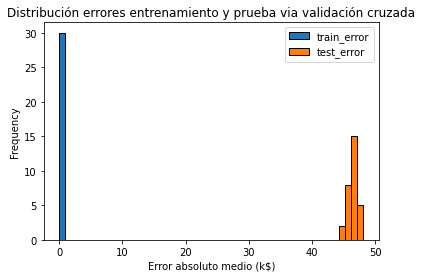 Distribución errores entrenamiento y prueba via validación cruzada
train_error
test_error
Frequency
30
25
20
15
10
5
0
0 10 20 30 40 50
Error absoluto medio (k$)